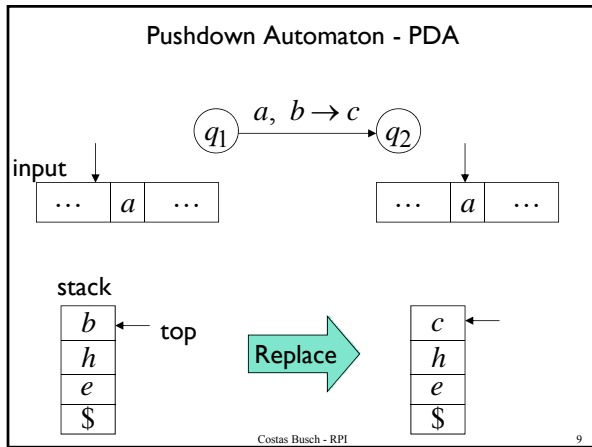 Pushdown Automaton - PDA
a, b → c
q₁ q₂
input
⋯ a ⋯ ⋯ a ⋯
stack
b top c
h Replace h
e e
$ $
Costas Busch - RPI 9